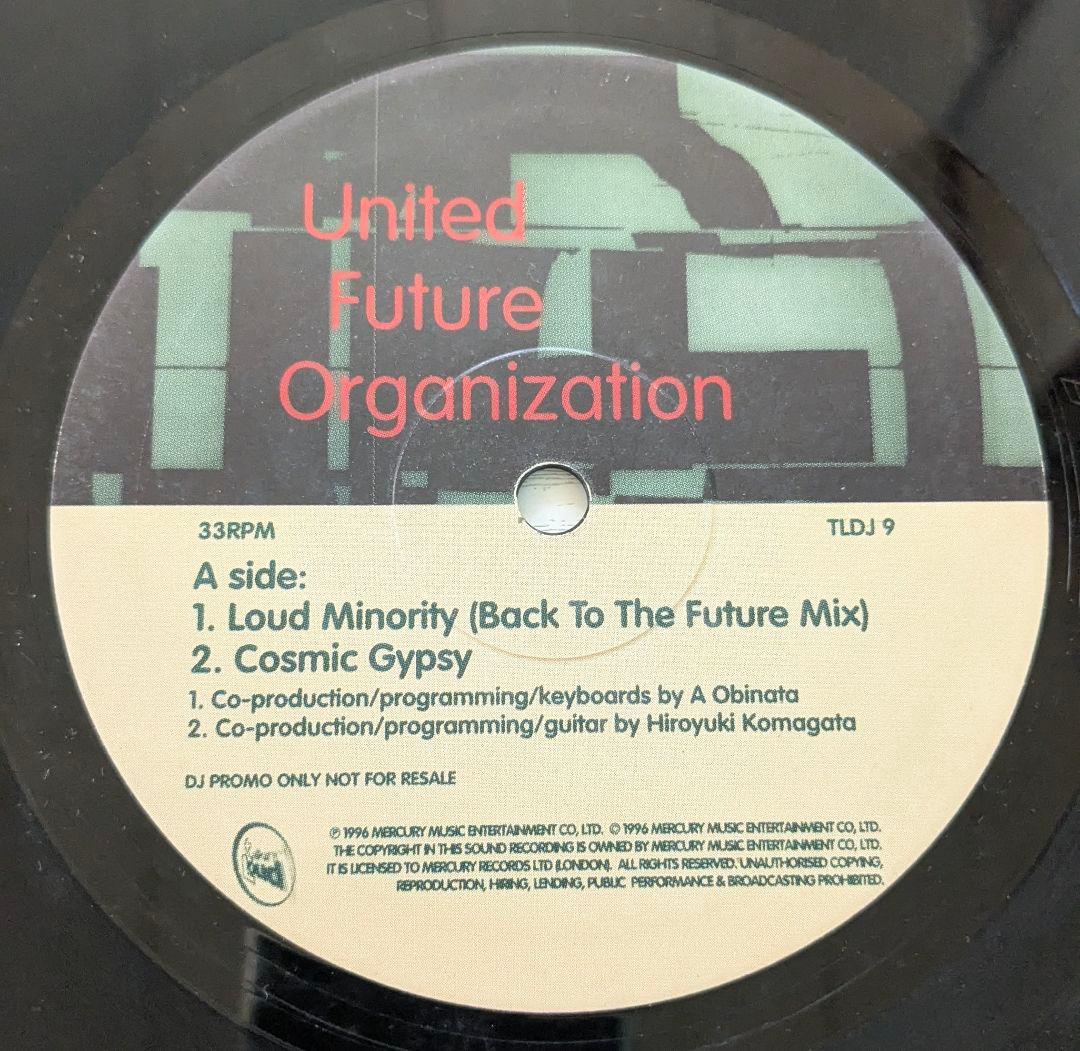 United
Future
Organization
33RPM
TLDJ 9
A side:
1. Loud Minority (Back To The Future Mix)
2. Cosmic Gypsy
1. Co-production/programming/keyboards by A Obinata
2. Co-production/programming/guitar by Hiroyuki Komagata
DJ PROMO ONLY NOT FOR RESALE
℗ 1996 MERCURY MUSIC ENTERTAINMENT CO, LTD. © 1996 MERCURY MUSIC ENTERTAINMENT CO, LTD.
THE COPYRIGHT IN THIS SOUND RECORDING IS OWNED BY MERCURY MUSIC ENTERTAINMENT CO, LTD.
IT IS LICENSED TO MERCURY RECORDS LTD (LONDON). ALL RIGHTS RESERVED. UNAUTHORISED COPYING,
REPRODUCTION, HIRING, LENDING, PUBLIC PERFORMANCE & BROADCASTING PROHIBITED.